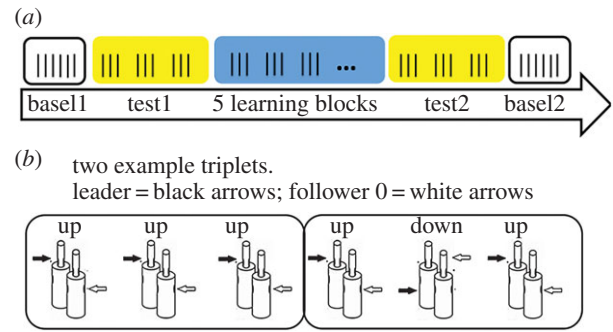 (a)
basel1 test1 5 learning blocks test2 basel2
(b) two example triplets.
leader = black arrows; follower 0 = white arrows
up up up up down up